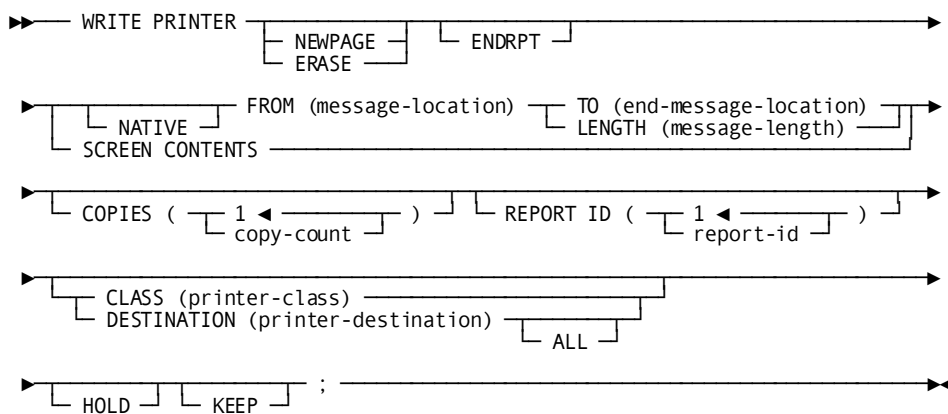 WRITE PRINTER
NEWPAGE ENDRPT
ERASE
FROM (message-location) TO (end-message-location)
NATIVE LENGTH (message-length)
SCREEN CONTENTS
COPIES ( 1 ) REPORT ID ( 1 )
copy-count report-id
CLASS (printer-class)
DESTINATION (printer-destination)
ALL
;
HOLD KEEP